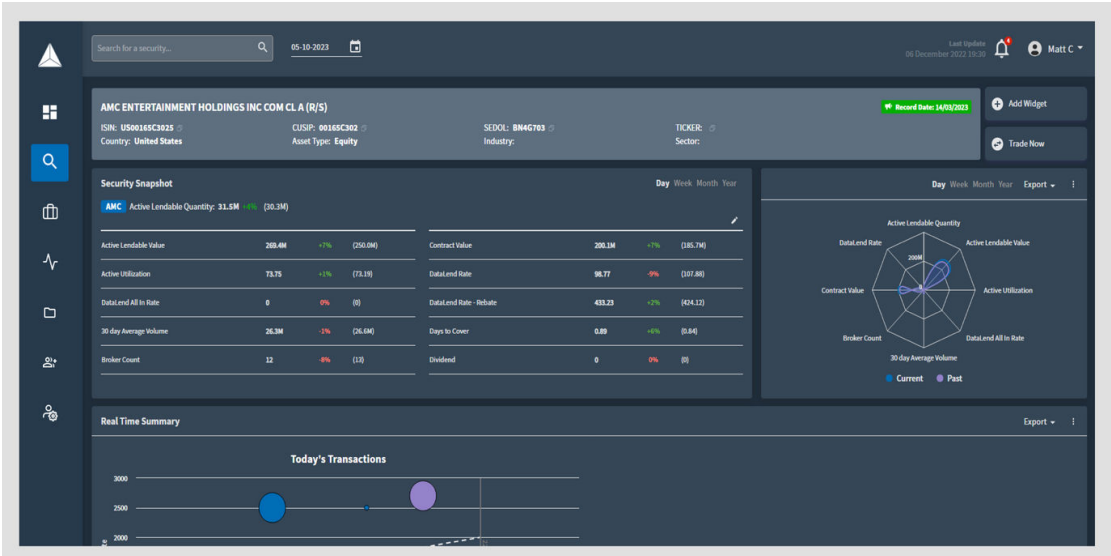 Search for a security...
05-10-2023
Last Update
06 December 2022 19:30
4
Matt C
AMC ENTERTAINMENT HOLDINGS INC COM CL A (R/S)
Record Date: 14/03/2023
Add Widget
ISIN: US00165C3025
CUSIP: 00165C302
SEDOL: BN4G703
TICKER:
Country: United States
Asset Type: Equity
Industry:
Sector:
Trade Now
Security Snapshot
Day Week Month Year
AMC Active Lendable Quantity: 31.5M +4% (30.3M)
Active Lendable Value 269.4M +7% (250.0M)
Contract Value 200.1M +7% (185.7M)
Active Utilization 73.75 +1% (73.19)
DataLend Rate 98.77 -9% (107.88)
DataLend All In Rate 0 0% (0)
DataLend Rate - Rebate 433.23 +2% (424.12)
30 day Average Volume 26.3M -1% (26.6M)
Days to Cover 0.89 +6% (0.84)
Broker Count 12 -8% (13)
Dividend 0 0% (0)
Day Week Month Year Export
Active Lendable Quantity
DataLend Rate
Active Lendable Value
200M
0
Contract Value
Active Utilization
Broker Count
DataLend All In Rate
30 day Average Volume
Current Past
Real Time Summary
Export
Today's Transactions
3000
2500
2000